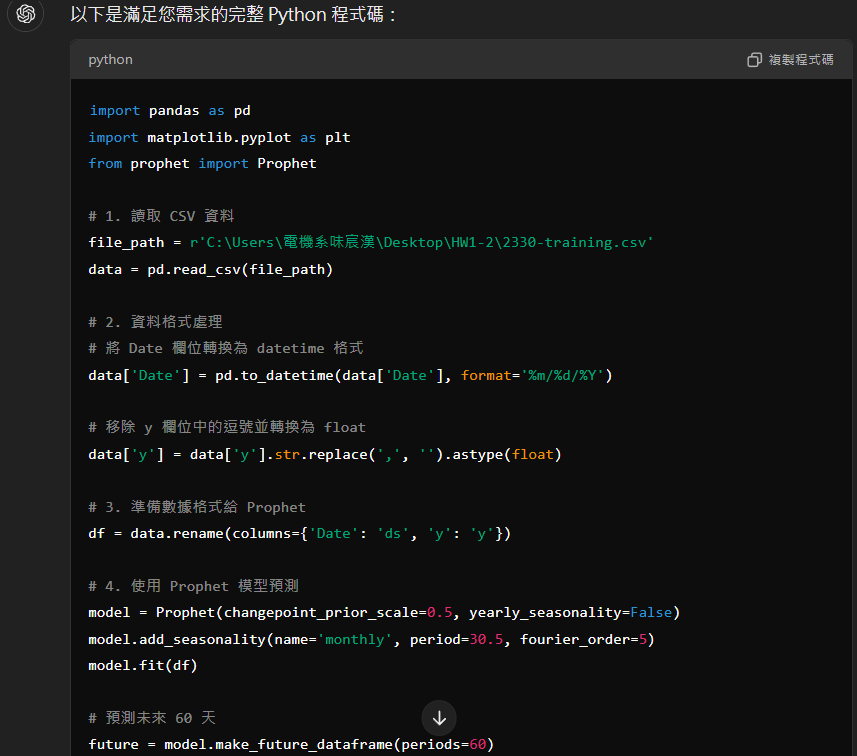 以下是滿足您需求的完整 Python 程式碼：
python
複製程式碼
import pandas as pd
import matplotlib.pyplot as plt
from prophet import Prophet
# 1. 讀取 CSV 資料
file_path = r'C:\Users\電機系味宸漢\Desktop\HW1-2\2330-training.csv'
data = pd.read_csv(file_path)
# 2. 資料格式處理
# 將 Date 欄位轉換為 datetime 格式
data['Date'] = pd.to_datetime(data['Date'], format='%m/%d/%Y')
# 移除 y 欄位中的逗號並轉換為 float
data['y'] = data['y'].str.replace(',', '').astype(float)
# 3. 準備數據格式給 Prophet
df = data.rename(columns={'Date': 'ds', 'y': 'y'})
# 4. 使用 Prophet 模型預測
model = Prophet(changepoint_prior_scale=0.5, yearly_seasonality=False)
model.add_seasonality(name='monthly', period=30.5, fourier_order=5)
model.fit(df)
# 預測未來 60 天
future = model.make_future_dataframe(periods=60)